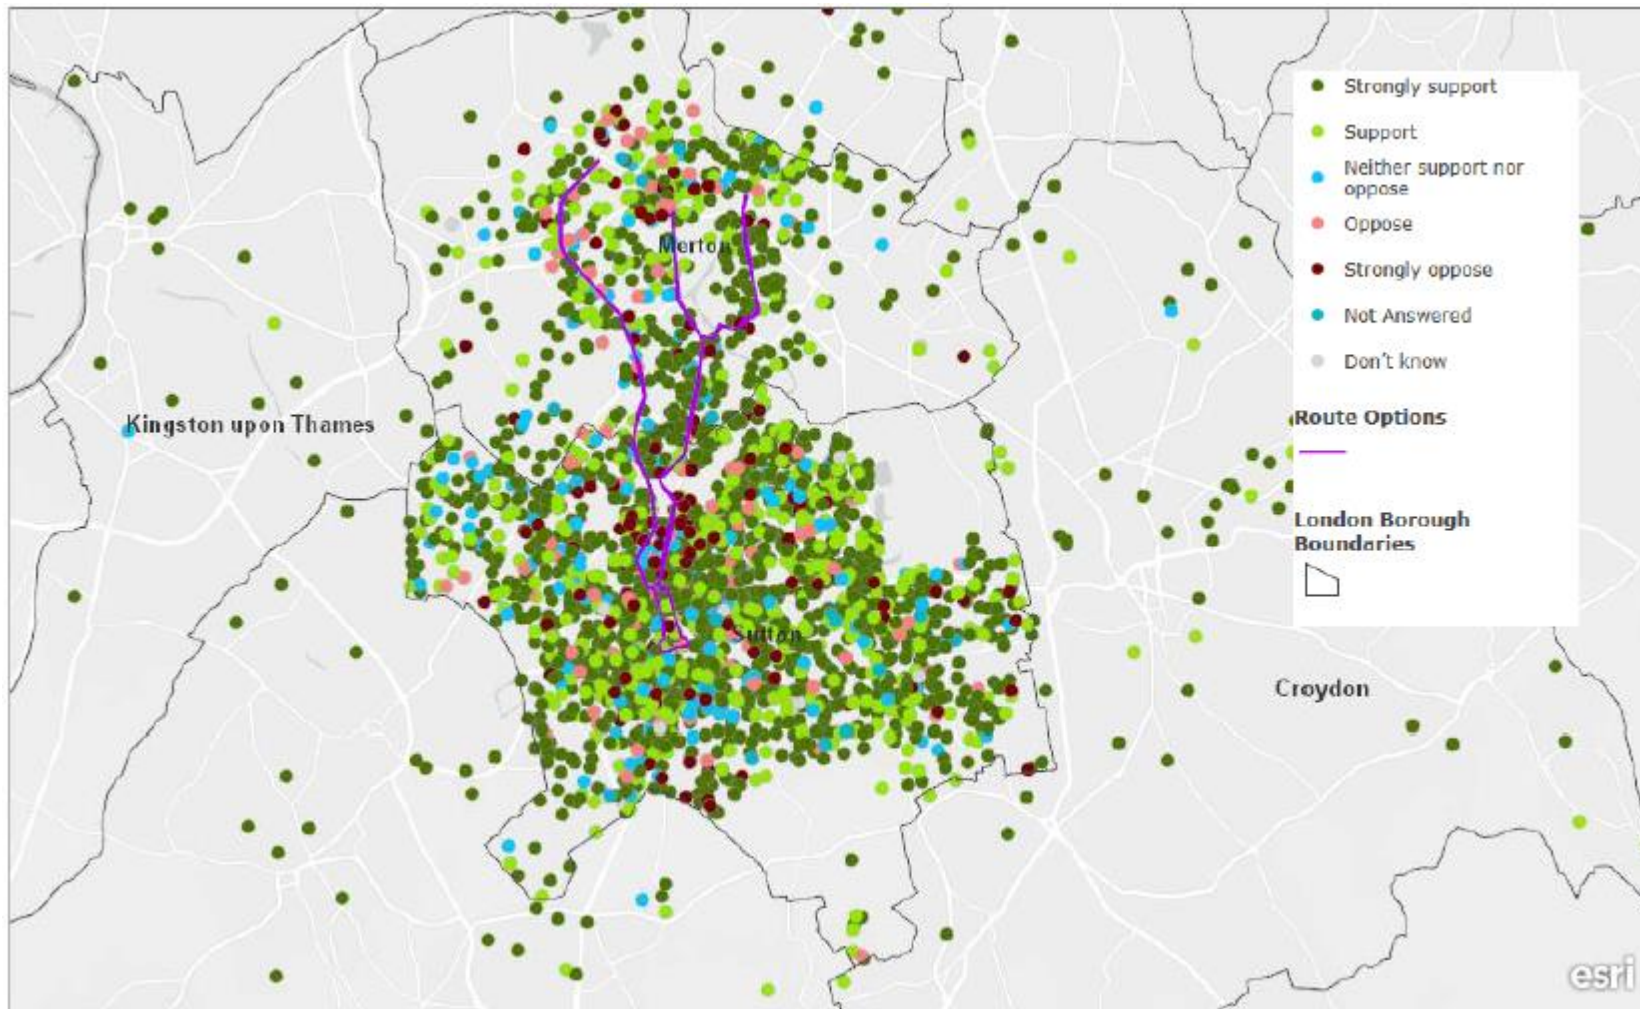 Strongly support
Support
Neither support nor
oppose
Oppose
Strongly oppose
Not Answered
Don't know
Route Options
London Borough
Boundaries
Merton
Kingston upon Thames
Sutton
Croydon
esri